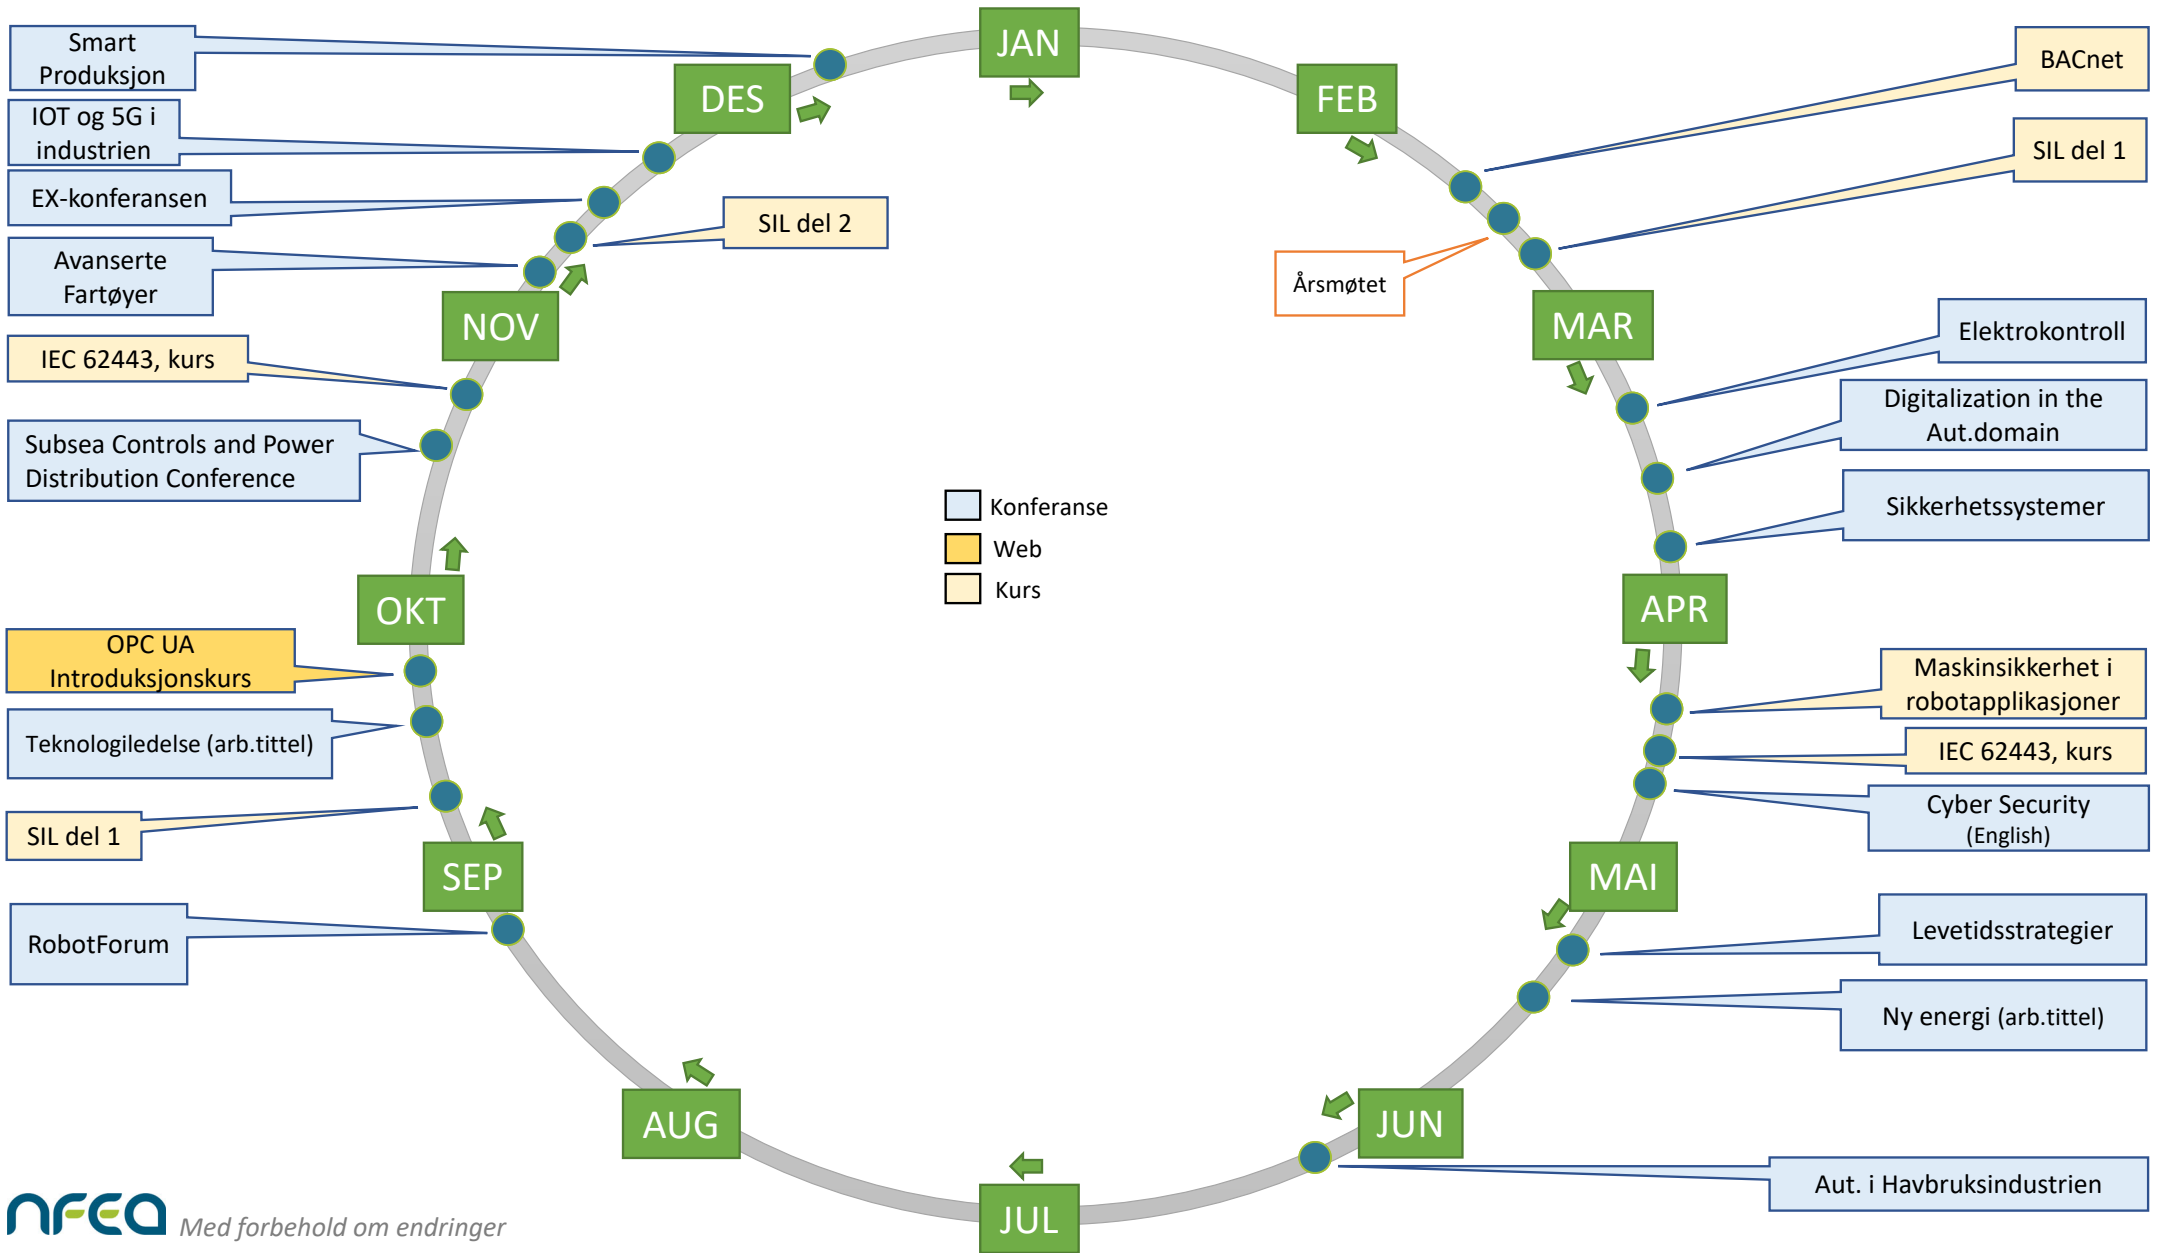 JAN
FEB
BACnet
SIL del 1
Årsmøtet
MAR
Elektrokontroll
Digitalization in the
Aut.domain
Sikkerhetssystemer
APR
Maskinsikkerhet i
robotapplikasjoner
IEC 62443, kurs
Cyber Security
(English)
MAI
Levetidsstrategier
Ny energi (arb.tittel)
JUN
Aut. i Havbruksindustrien
JUL
AUG
RobotForum
SEP
SIL del 1
Teknologiledelse (arb.tittel)
OPC UA
Introduksjonskurs
OKT
Subsea Controls and Power
Distribution Conference
IEC 62443, kurs
NOV
Avanserte
Fartøyer
SIL del 2
EX-konferansen
IOT og 5G i
industrien
DES
Smart
Produksjon
Konferanse
Web
Kurs
nfea
Med forbehold om endringer